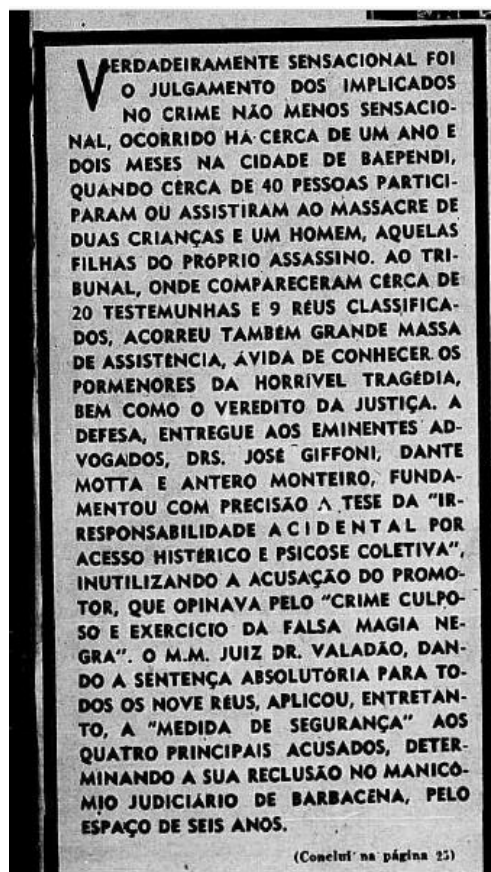 VERDADEIRAMENTE SENSACIONAL FOI
O JULGAMENTO DOS IMPLICADOS
NO CRIME NÃO MENOS SENSACIO-
NAL, OCORRIDO HÁ CÊRCA DE UM ANO E
DOIS MESES NA CIDADE DE BAEPENDI,
QUANDO CÊRCA DE 40 PESSOAS PARTICI-
PARAM OU ASSISTIRAM AO MASSACRE DE
DUAS CRIANÇAS E UM HOMEM, AQUELAS
FILHAS DO PRÓPRIO ASSASSINO. AO TRI-
BUNAL, ONDE COMPARECERAM CÊRCA DE
20 TESTEMUNHAS E 9 RÉUS CLASSIFICA-
DOS, ACORREU TAMBÉM GRANDE MASSA
DE ASSISTÊNCIA, ÁVIDA DE CONHECER OS
PORMENORES DA HORRÍVEL TRAGÉDIA,
BEM COMO O VEREDITO DA JUSTIÇA. A
DEFESA, ENTREGUE AOS EMINENTES AD-
VOGADOS, DRS. JOSÉ GIFFONI, DANTE
MOTTA E ANTERO MONTEIRO, FUNDA-
MENTOU COM PRECISÃO A TESE DA "IR-
RESPONSABILIDADE ACIDENTAL POR
ACESSO HISTÉRICO E PSICOSE COLETIVA",
INUTILIZANDO A ACUSAÇÃO DO PROMO-
TOR, QUE OPINAVA PELO "CRIME CULPO-
SO E EXERCÍCIO DA FALSA MAGIA NE-
GRA". O M.M. JUIZ DR. VALADÃO, DAN-
DO A SENTENÇA ABSOLUTÓRIA PARA TO-
DOS OS NOVE RÉUS, APLICOU, ENTRETAN-
TO, A "MEDIDA DE SEGURANÇA" AOS
QUATRO PRINCIPAIS ACUSADOS, DETER-
MINANDO A SUA RECLUSÃO NO MANICÔ-
MIO JUDICIÁRIO DE BARBACENA, PELO
ESPAÇO DE SEIS ANOS.
(Conclui na página 25)